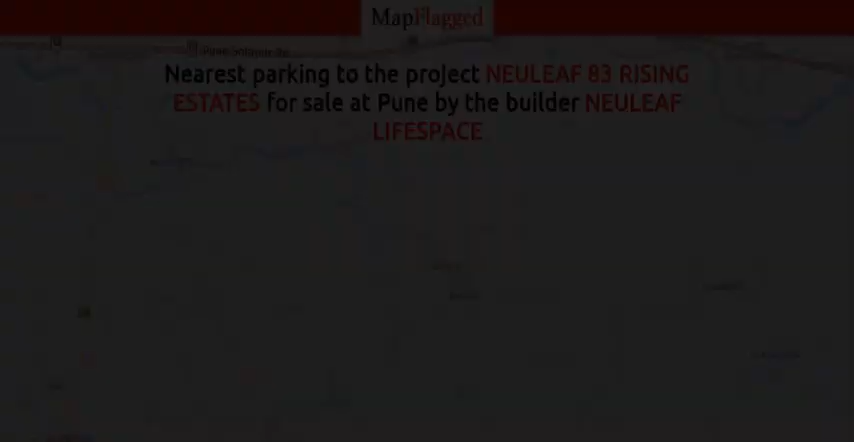 MapFlagged
Nearest parking to the project NEULEAF 83 RISING
ESTATES for sale at Pune by the builder NEULEAF
LIFESPACE